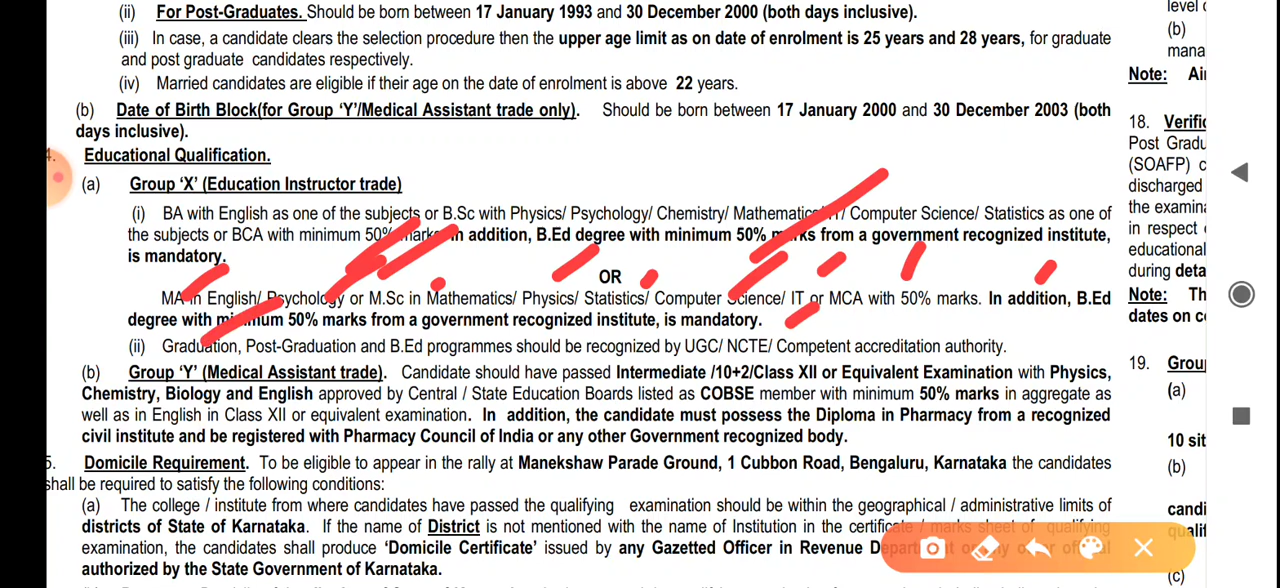 (ii) For Post-Graduates. Should be born between 17 January 1993 and 30 December 2000 (both days inclusive).
(iii) In case, a candidate clears the selection procedure then the upper age limit as on date of enrolment is 25 years and 28 years, for graduate
and post graduate candidates respectively.
(iv) Married candidates are eligible if their age on the date of enrolment is above 22 years.
(b) Date of Birth Block(for Group ‘Y’/Medical Assistant trade only). Should be born between 17 January 2000 and 30 December 2003 (both
days inclusive).
4. Educational Qualification.
(a) Group ‘X’ (Education Instructor trade)
(i) BA with English as one of the subjects or B.Sc with Physics/ Psychology/ Chemistry/ Mathematics/ IT/ Computer Science/ Statistics as one of
the subjects or BCA with minimum 50% marks. In addition, B.Ed degree with minimum 50% marks from a government recognized institute,
is mandatory.
OR
MA in English/ Psychology or M.Sc in Mathematics/ Physics/ Statistics/ Computer Science/ IT or MCA with 50% marks. In addition, B.Ed
degree with minimum 50% marks from a government recognized institute, is mandatory.
(ii) Graduation, Post-Graduation and B.Ed programmes should be recognized by UGC/ NCTE/ Competent accreditation authority.
(b) Group ‘Y’ (Medical Assistant trade). Candidate should have passed Intermediate /10+2/Class XII or Equivalent Examination with Physics,
Chemistry, Biology and English approved by Central / State Education Boards listed as COBSE member with minimum 50% marks in aggregate as
well as in English in Class XII or equivalent examination. In addition, the candidate must possess the Diploma in Pharmacy from a recognized
civil institute and be registered with Pharmacy Council of India or any other Government recognized body.
5. Domicile Requirement. To be eligible to appear in the rally at Manekshaw Parade Ground, 1 Cubbon Road, Bengaluru, Karnataka the candidates
shall be required to satisfy the following conditions:
(a) The college / institute from where candidates have passed the qualifying examination should be within the geographical / administrative limits of
districts of State of Karnataka. If the name of District is not mentioned with the name of Institution in the certificate / marks sheet of qualifying
examination, the candidates shall produce ‘Domicile Certificate’ issued by any Gazetted Officer in Revenue Department or any other official
authorized by the State Government of Karnataka.
level
(b)
mana
Note: Ai
18. Verific
Post Gradu
(SOAFP) c
discharged
the examina
in respect
educational
during deta
Note: Th
dates on c
19. Group
(a)
10 sit
(b)
candi
quali
(c)